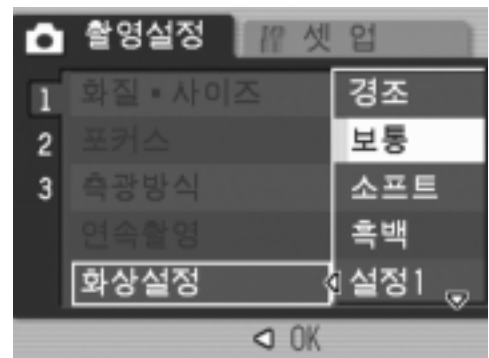 촬영설정 셋 업
1 화질・사이즈 경조
2 포커스 보통
3 측광방식 소프트
연속촬영 흑백
화상설정 설정1
OK